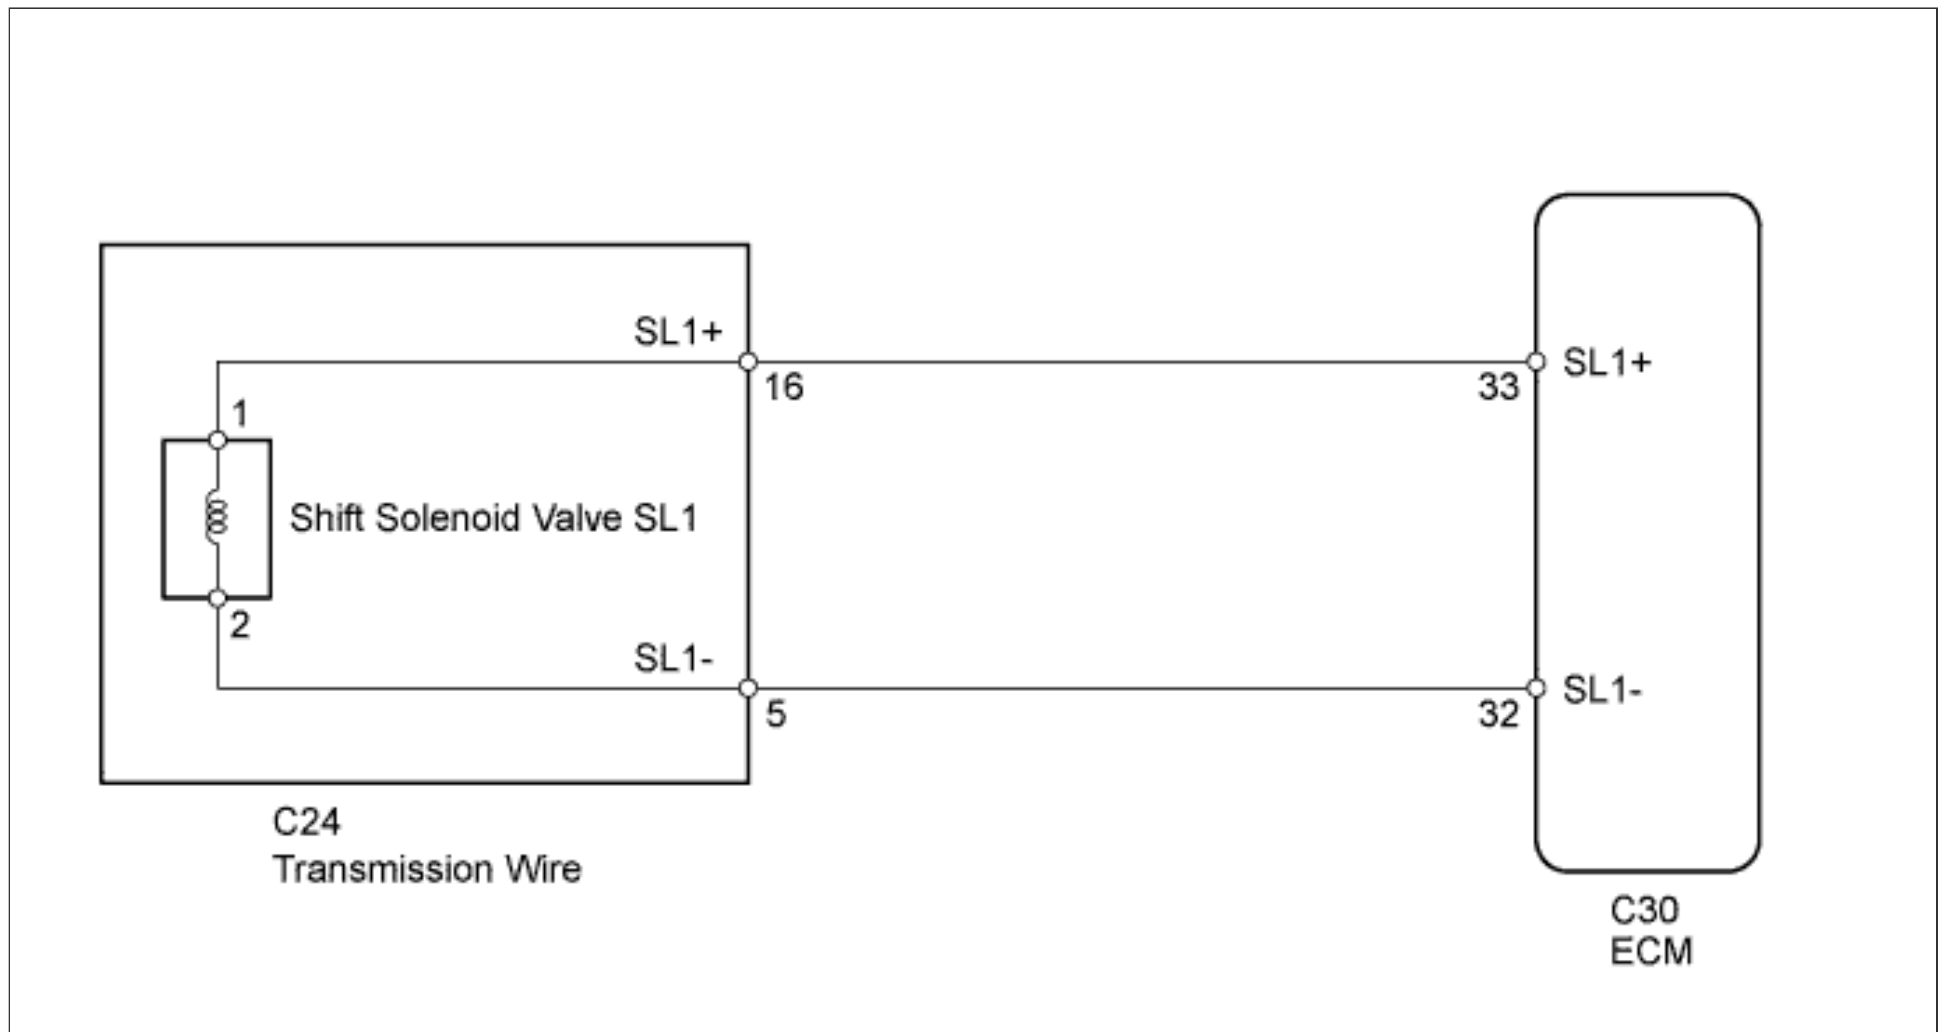 SL1+
16
33
SL1+
1
Shift Solenoid Valve SL1
2
SL1-
5
32
SL1-
C24
Transmission Wire
C30
ECM